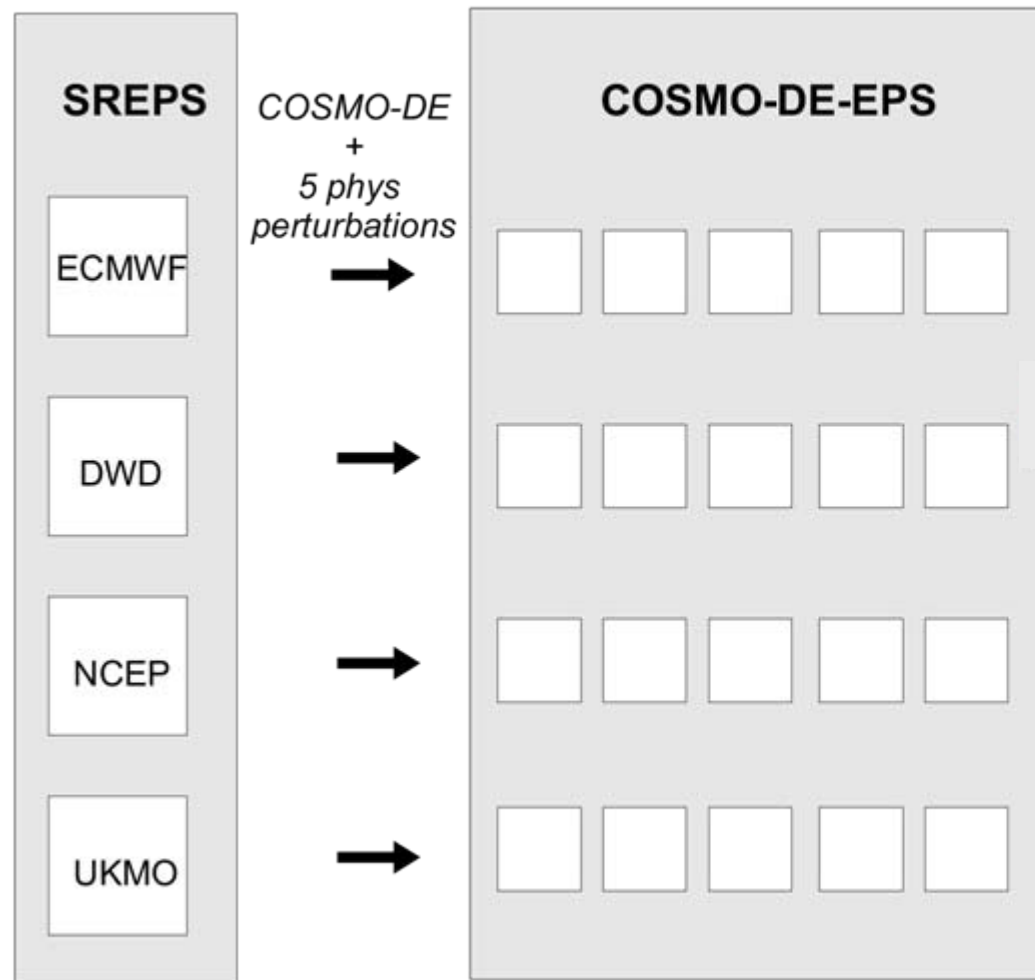 SREPS
COSMO-DE
+
5 phys
perturbations
COSMO-DE-EPS
ECMWF
DWD
NCEP
UKMO